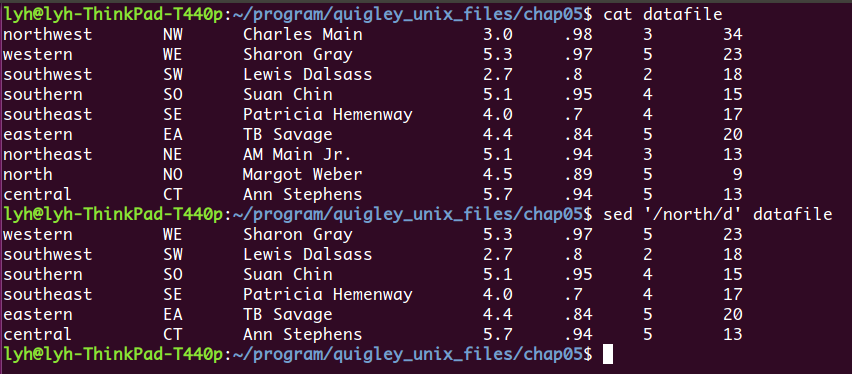 lyh@lyh-ThinkPad-T440p:~/program/quigley_unix_files/chap05$ cat datafile
northwest NW Charles Main 3.0 .98 3 34
western WE Sharon Gray 5.3 .97 5 23
southwest SW Lewis Dalsass 2.7 .8 2 18
southern SO Suan Chin 5.1 .95 4 15
southeast SE Patricia Hemenway 4.0 .7 4 17
eastern EA TB Savage 4.4 .84 5 20
northeast NE AM Main Jr. 5.1 .94 3 13
north NO Margot Weber 4.5 .89 5 9
central CT Ann Stephens 5.7 .94 5 13
lyh@lyh-ThinkPad-T440p:~/program/quigley_unix_files/chap05$ sed '/north/d' datafile
western WE Sharon Gray 5.3 .97 5 23
southwest SW Lewis Dalsass 2.7 .8 2 18
southern SO Suan Chin 5.1 .95 4 15
southeast SE Patricia Hemenway 4.0 .7 4 17
eastern EA TB Savage 4.4 .84 5 20
central CT Ann Stephens 5.7 .94 5 13
lyh@lyh-ThinkPad-T440p:~/program/quigley_unix_files/chap05$